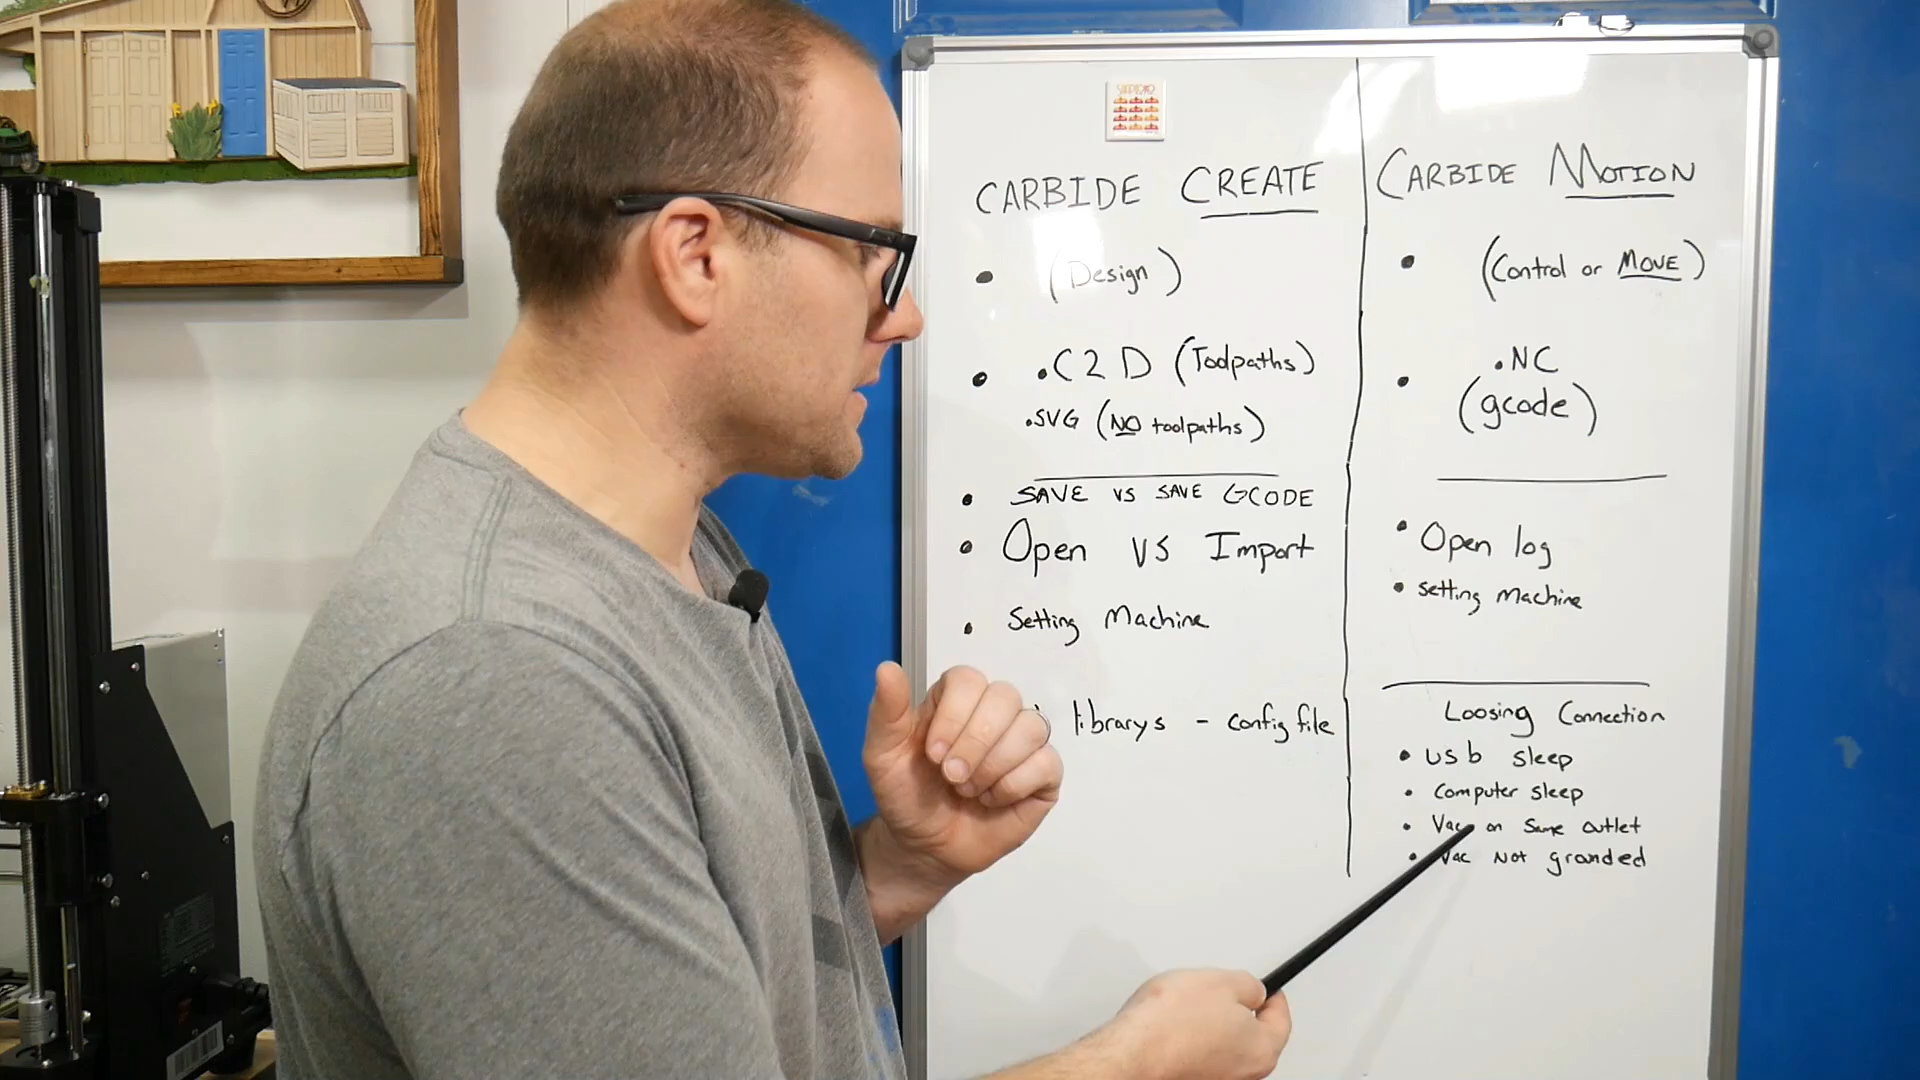 CARBIDE CREATE
(Design)
.C2D (Toolpaths)
.SVG (NO toolpaths)
SAVE VS SAVE GCODE
Open VS Import
Setting Machine
librarys - config file
CARBIDE MOTION
(Control or MOVE)
.NC
(gcode)
Open log
Setting Machine
Loosing Connection
usb sleep
Computer sleep
Vac on Same outlet
Vac Not grounded